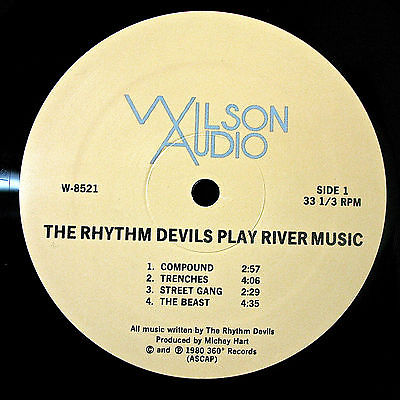 WILSON
AUDIO
W-8521
SIDE 1
33 1/3 RPM
THE RHYTHM DEVILS PLAY RIVER MUSIC
1. COMPOUND 2:57
2. TRENCHES 4:06
3. STREET GANG 2:29
4. THE BEAST 4:35
All music written by The Rhythm Devils
Produced by Mickey Hart
© and ℗ 1980 360° Records
(ASCAP)